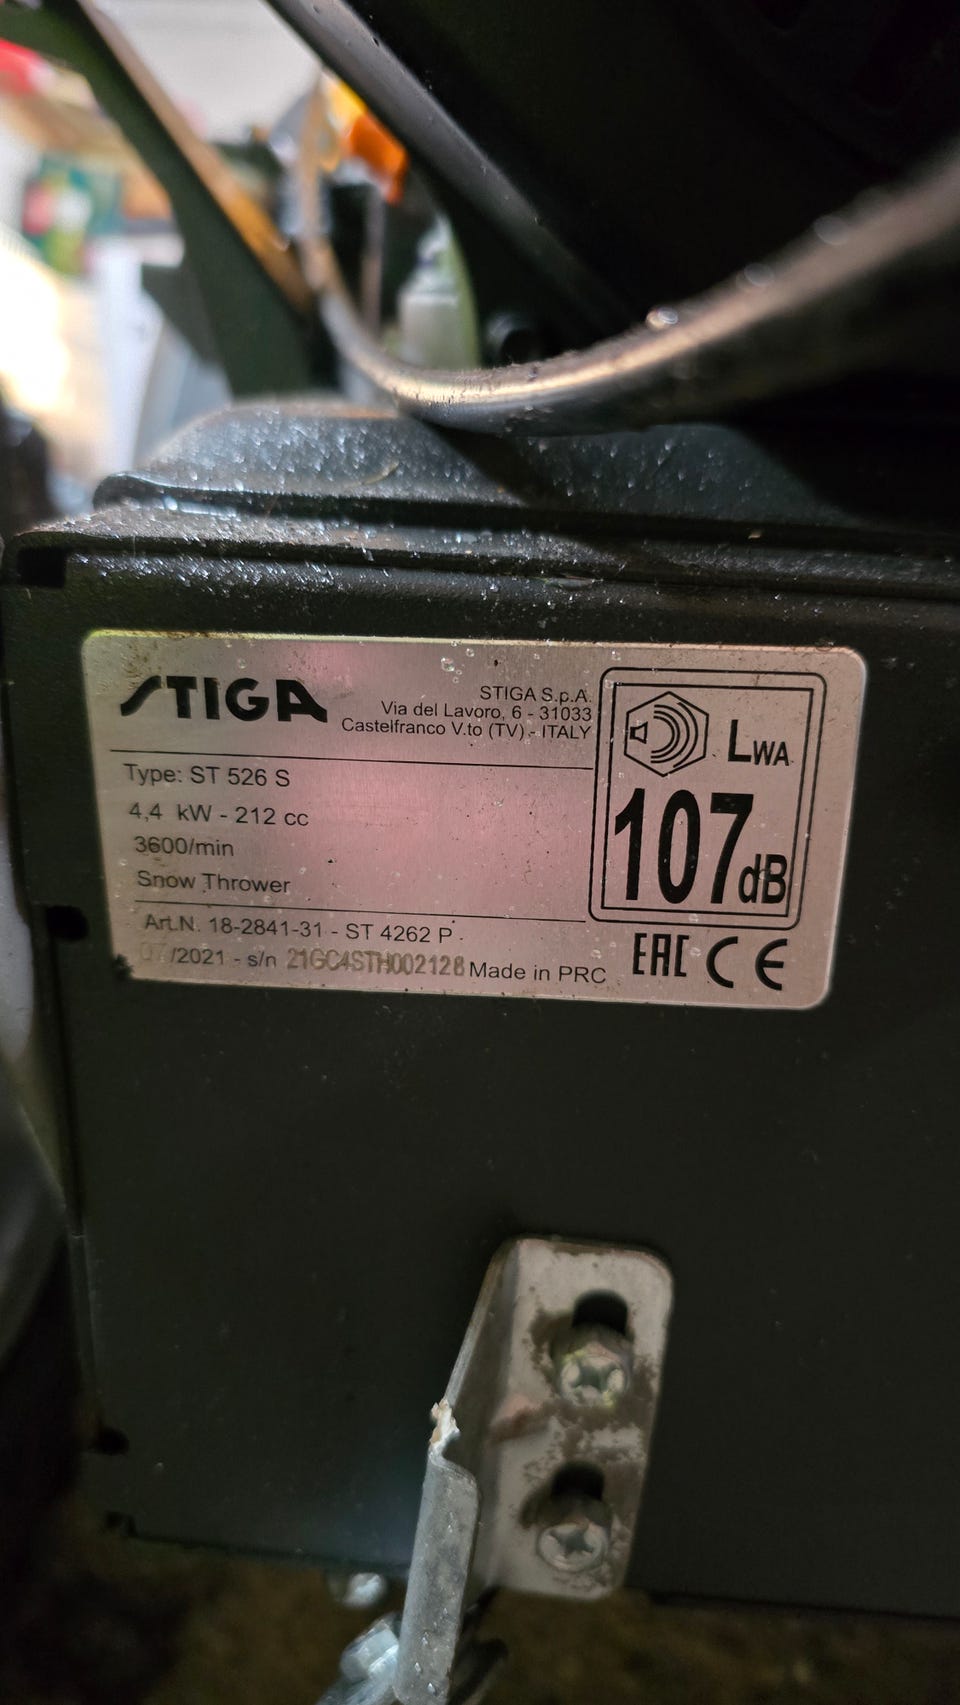 STIGA
STIGA S.p.A.
Via del Lavoro, 6 - 31033
Castelfranco V.to (TV) - ITALY
Type: ST 526 S
4,4 kW - 212 cc
3600/min
Snow Thrower
Art.N. 18-2841-31 - ST 4262 P
07/2021 - s/n 21GC4STH002128 Made in PRC
LWA
107dB
EAC CE